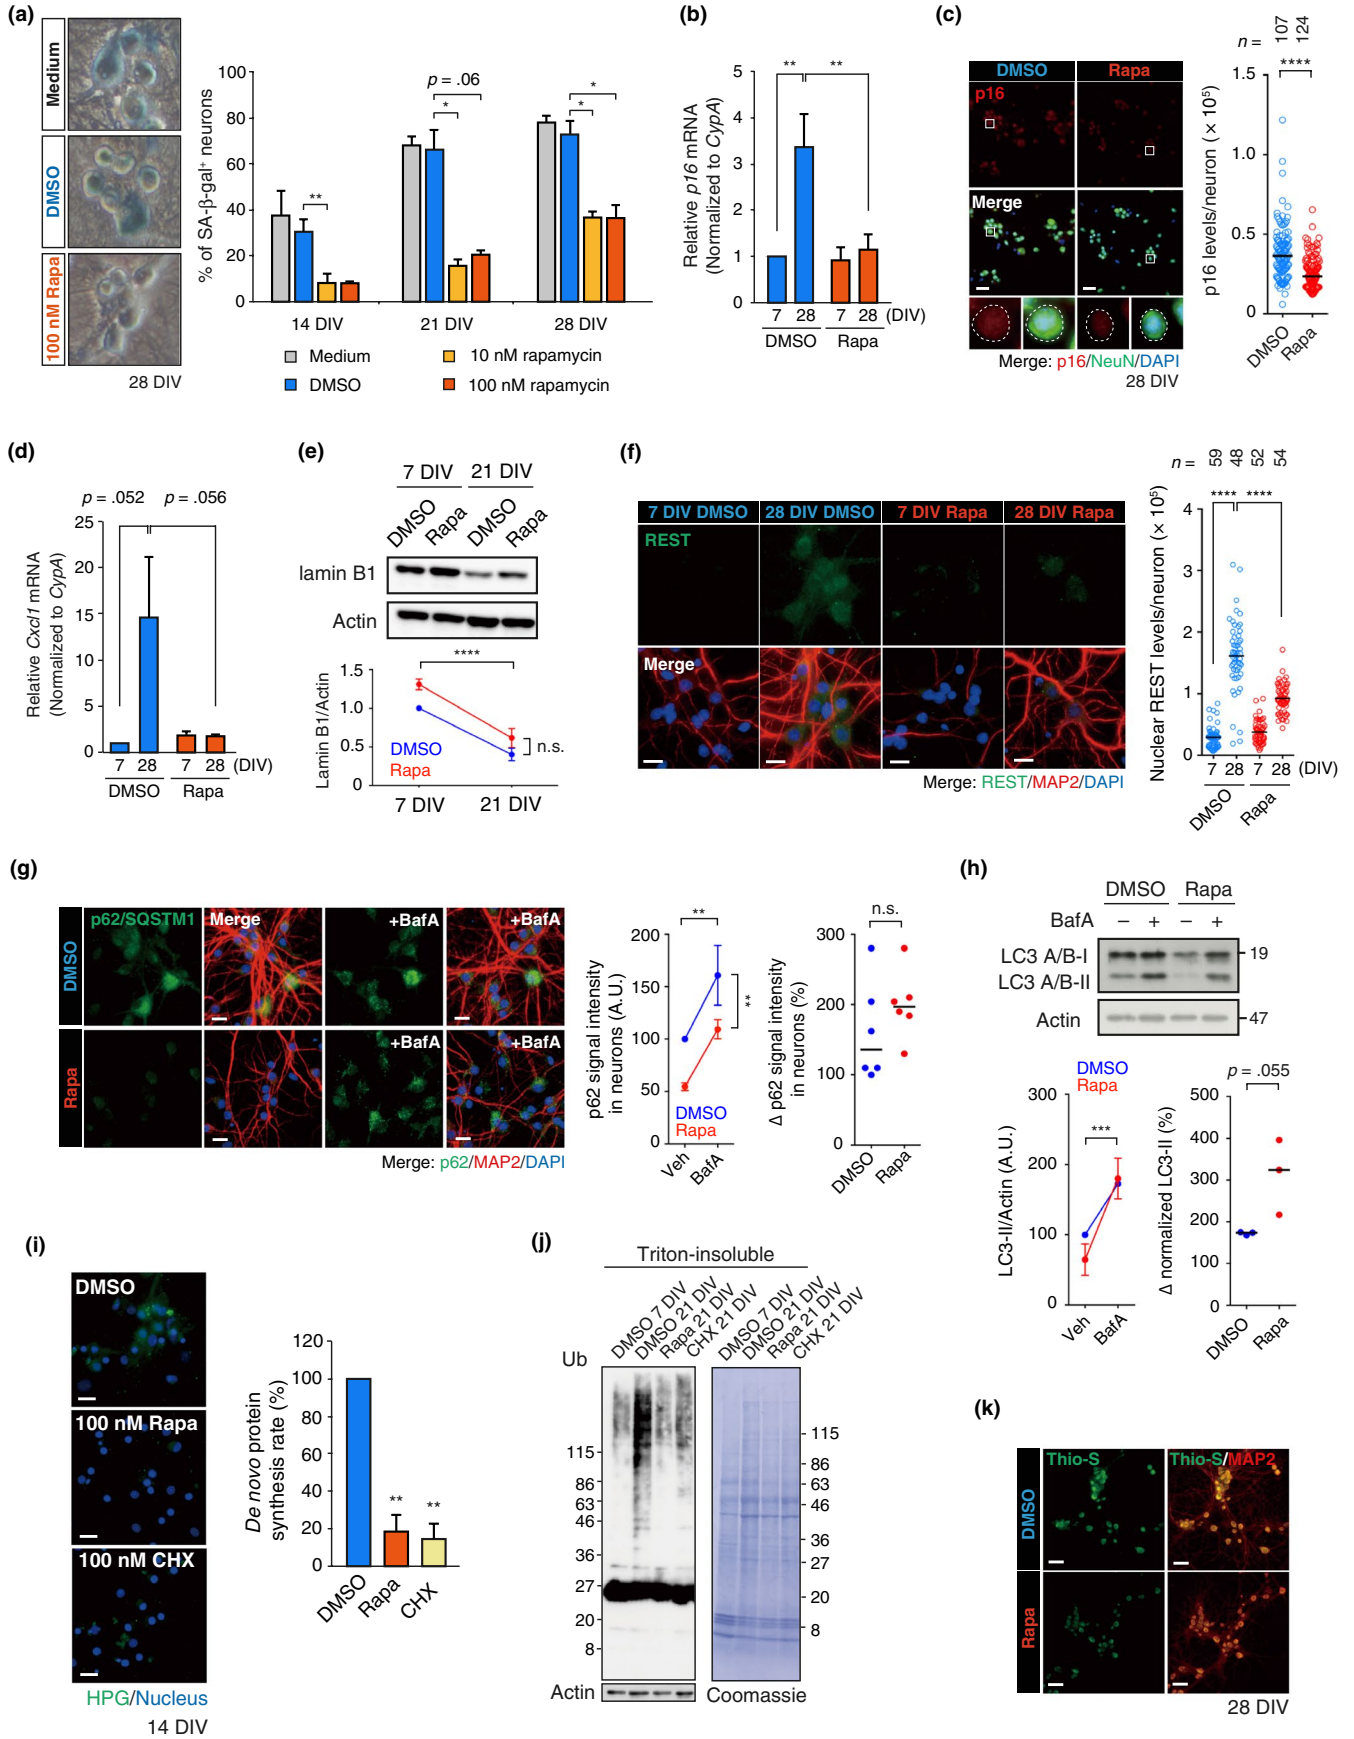 (a)
Medium
DMSO
100 nM Rapa
28 DIV
% of SA-β-gal⁺ neurons
100
80
60
40
20
0
**
p = .06
*
*
*
14 DIV
21 DIV
28 DIV
Medium
DMSO
10 nM rapamycin
100 nM rapamycin
(b)
Relative p16 mRNA
(Normalized to CypA)
5
4
3
2
1
0
**
**
7 28 7 28 (DIV)
DMSO Rapa
(c)
n = 107 124
DMSO Rapa
p16
Merge
Merge: p16/NeuN/DAPI
28 DIV
p16 levels/neuron (× 10⁵)
1.5
1.0
0.5
0
****
DMSO
Rapa
(d)
p = .052 p = .056
Relative Cxcl1 mRNA
(Normalized to CypA)
25
20
15
10
5
0
7 28 7 28 (DIV)
DMSO Rapa
(e)
7 DIV 21 DIV
DMSO
Rapa
DMSO
Rapa
lamin B1
Actin
Lamin B1/Actin
1.5
1.0
0.5
0
****
n.s.
DMSO
Rapa
7 DIV 21 DIV
(f)
7 DIV DMSO 28 DIV DMSO 7 DIV Rapa 28 DIV Rapa
REST
Merge
Merge: REST/MAP2/DAPI
n = 59 48 52 54
Nuclear REST levels/neuron (× 10⁵)
4
3
2
1
0
**** ****
7 28 7 28 (DIV)
DMSO
Rapa
(g)
DMSO
Rapa
p62/SQSTM1
Merge
+BafA
+BafA
+BafA
+BafA
Merge: p62/MAP2/DAPI
p62 signal intensity
in neurons (A.U.)
200
150
100
50
0
**
**
DMSO
Rapa
Veh
BafA
Δ p62 signal intensity
in neurons (%)
300
200
100
0
n.s.
DMSO
Rapa
(h)
DMSO Rapa
BafA − + − +
LC3 A/B-I
LC3 A/B-II
19
Actin
47
LC3-II/Actin (A.U.)
300
200
100
0
DMSO
Rapa
***
Veh
BafA
Δ normalized LC3-II (%)
500
400
300
200
100
0
p = .055
DMSO
Rapa
(i)
DMSO
100 nM Rapa
100 nM CHX
HPG/Nucleus
14 DIV
De novo protein
synthesis rate (%)
120
100
80
60
40
20
0
**
**
DMSO
Rapa
CHX
(j)
Triton-insoluble
DMSO 7 DIV
DMSO 21 DIV
Rapa 21 DIV
CHX 21 DIV
DMSO 7 DIV
DMSO 21 DIV
Rapa 21 DIV
CHX 21 DIV
Ub
115
86
63
46
36
27
20
8
115
86
63
46
36
27
20
8
Actin
Coomassie
(k)
DMSO
Rapa
Thio-S
Thio-S/MAP2
28 DIV